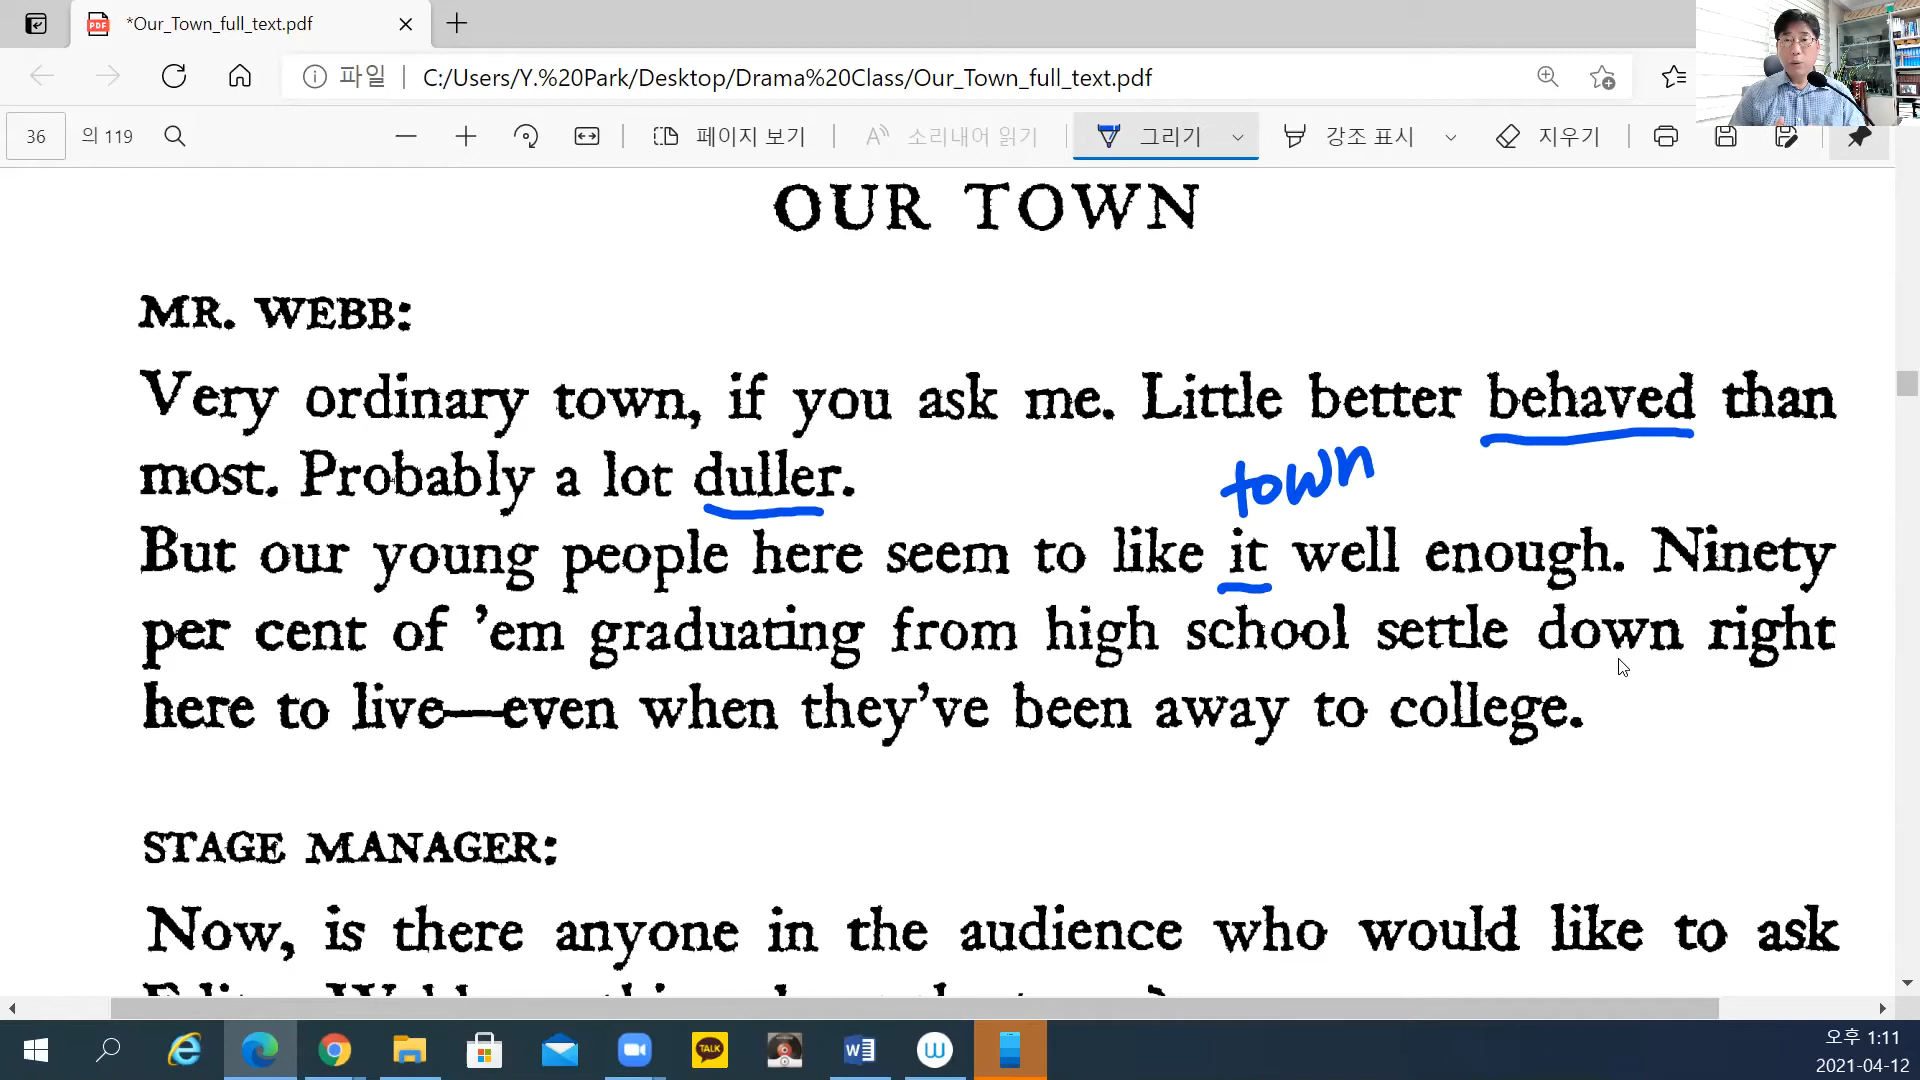 *Our_Town_full_text.pdf
파일 | C:/Users/Y.%20Park/Desktop/Drama%20Class/Our_Town_full_text.pdf
36 의 119 페이지 보기 소리내어 읽기 그리기 강조 표시 지우기
OUR TOWN
MR. WEBB:
Very ordinary town, if you ask me. Little better behaved than
most. Probably a lot duller.
town
But our young people here seem to like it well enough. Ninety
per cent of 'em graduating from high school settle down right
here to live—even when they've been away to college.
STAGE MANAGER:
Now, is there anyone in the audience who would like to ask
TALK
오후 1:11
2021-04-12